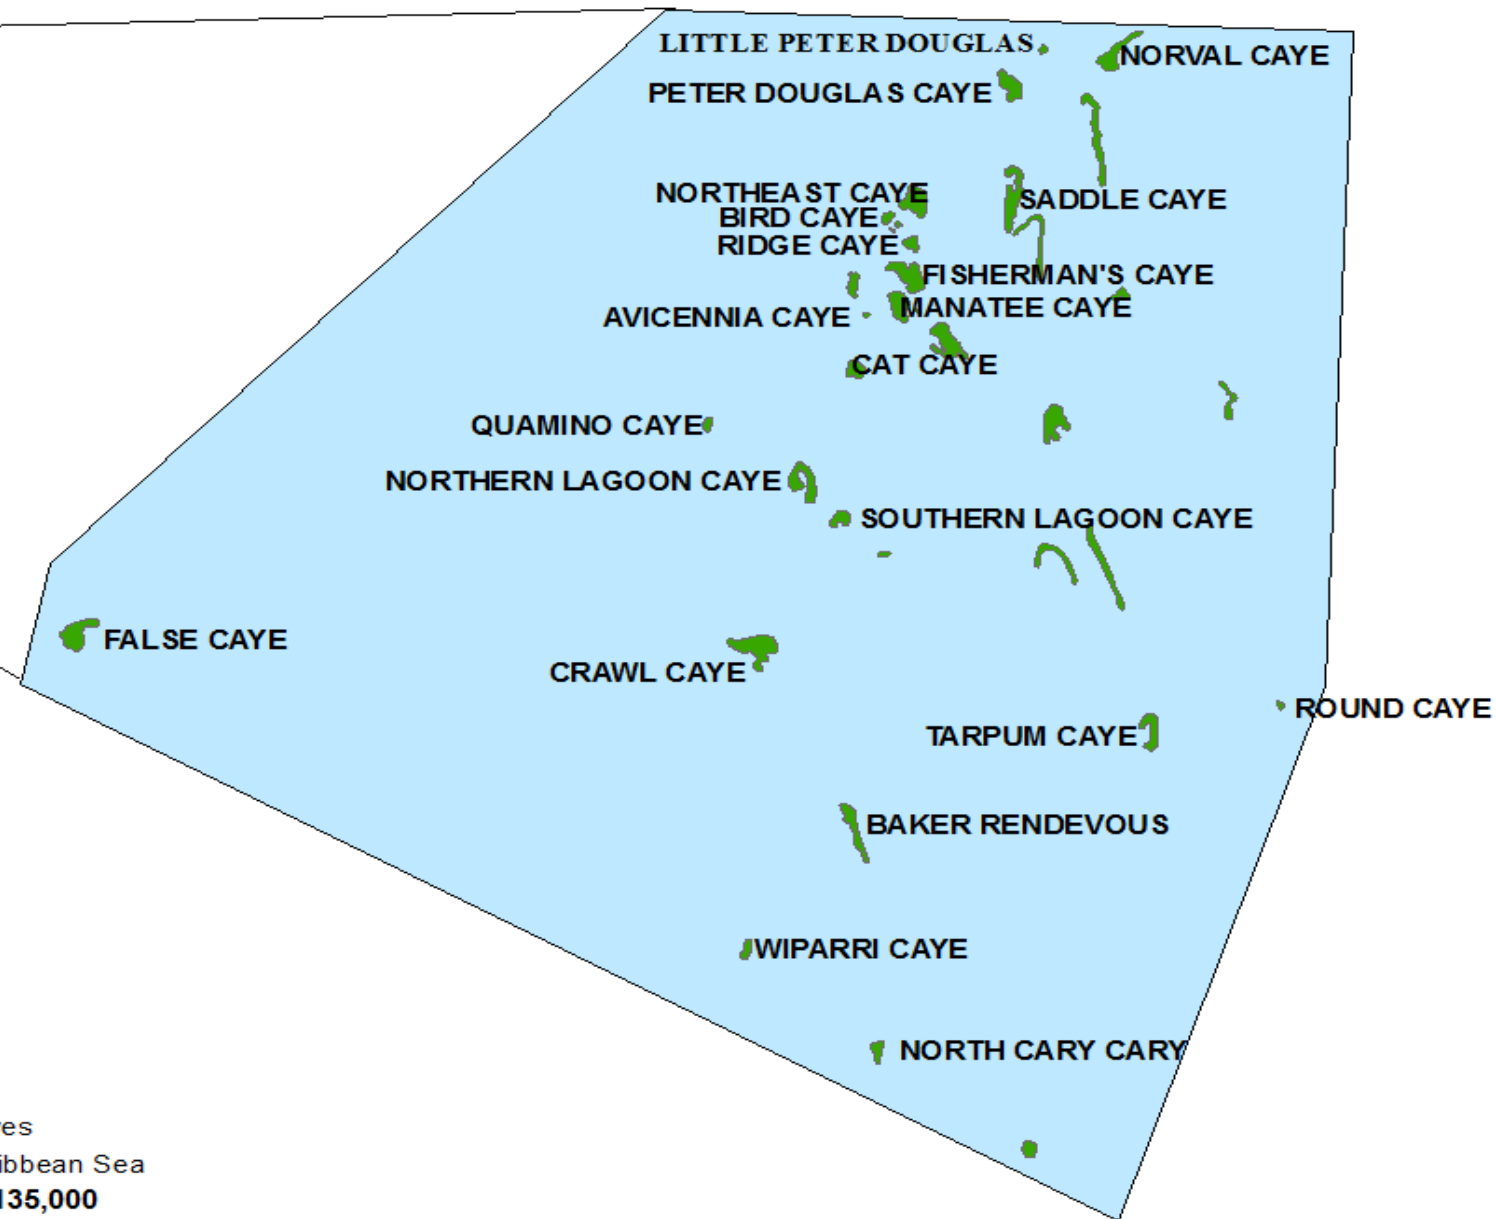 LITTLE PETER DOUGLAS
NORVAL CAYE
PETER DOUGLAS CAYE
NORTHEAST CAYE
SADDLE CAYE
BIRD CAYE
RIDGE CAYE
FISHERMAN'S CAYE
MANATEE CAYE
AVICENNIA CAYE
CAT CAYE
QUAMINO CAYE
NORTHERN LAGOON CAYE
SOUTHERN LAGOON CAYE
FALSE CAYE
CRAWL CAYE
ROUND CAYE
TARPUM CAYE
BAKER RENDEVOUS
WIPARRI CAYE
NORTH CARY CARY
es
ibbean Sea
135,000